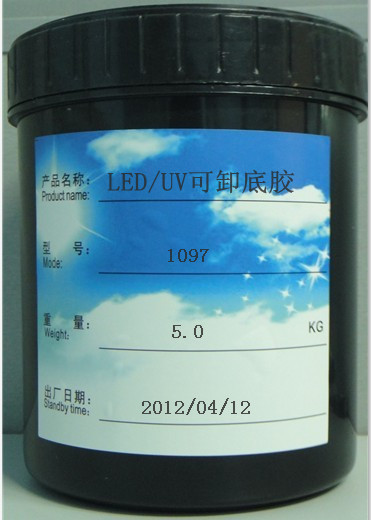 产品名称： LED/UV可卸底胶
Product name:
型 号： 1097
Mode:
重 量： 5.0 KG
Weight:
出厂日期： 2012/04/12
Standby time: